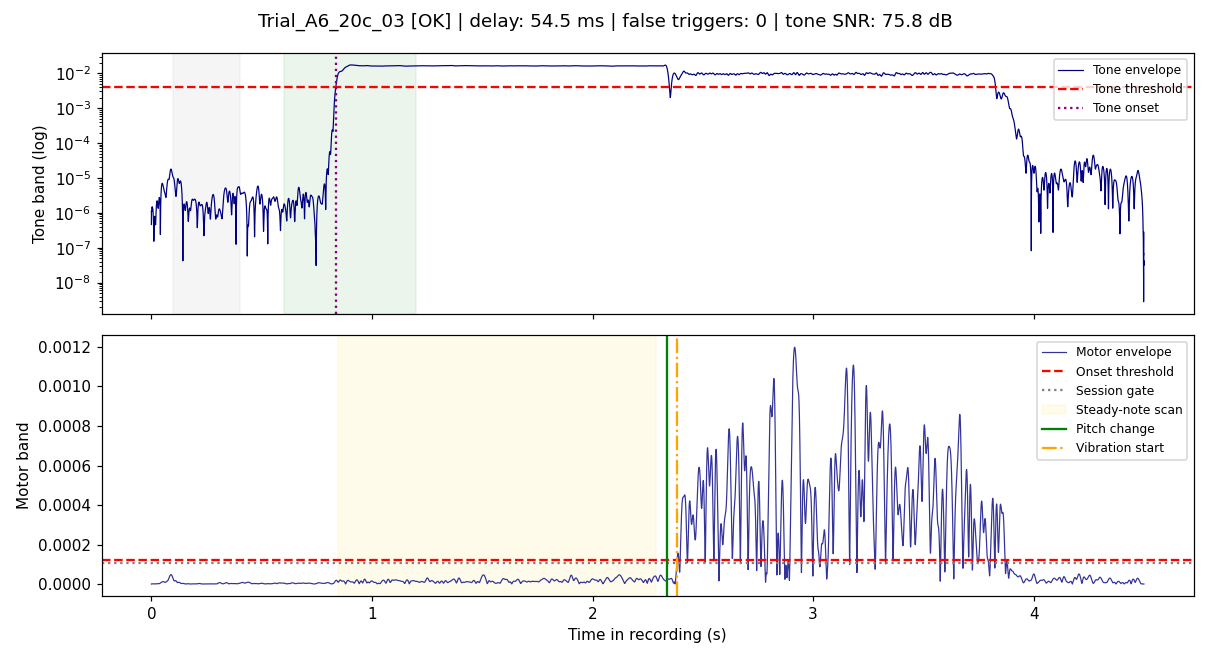 Trial_A6_20c_03 [OK] | delay: 54.5 ms | false triggers: 0 | tone SNR: 75.8 dB
Tone band (log)
10⁻²
10⁻³
10⁻⁴
10⁻⁵
10⁻⁶
10⁻⁷
10⁻⁸
Tone envelope
Tone threshold
Tone onset
Motor band
0.0012
0.0010
0.0008
0.0006
0.0004
0.0002
0.0000
Motor envelope
Onset threshold
Session gate
Steady-note scan
Pitch change
Vibration start
0 1 2 3 4
Time in recording (s)